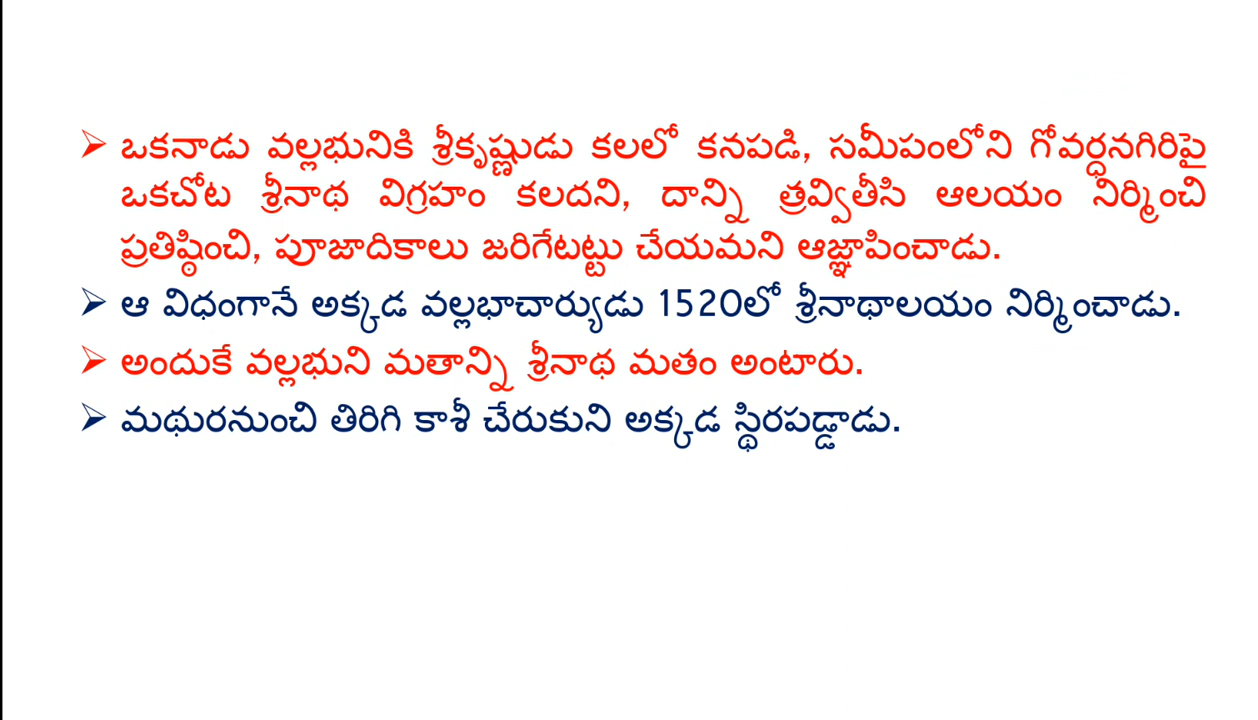 ➢ ఒకనాడు వల్లభునికి శ్రీకృష్ణుడు కలలో కనపడి, సమీపంలోని గోవర్ధనగిరిపై
ఒకచోట శ్రీనాథ విగ్రహం కలదని, దాన్ని త్రవ్వితీసి ఆలయం నిర్మించి
ప్రతిష్ఠించి, పూజాదికాలు జరిగేటట్టు చేయమని ఆజ్ఞాపించాడు.
➢ ఆ విధంగానే అక్కడ వల్లభాచార్యుడు 1520లో శ్రీనాథాలయం నిర్మించాడు.
➢ అందుకే వల్లభుని మతాన్ని శ్రీనాథ మతం అంటారు.
➢ మథురనుంచి తిరిగి కాశీ చేరుకుని అక్కడ స్థిరపడ్డాడు.